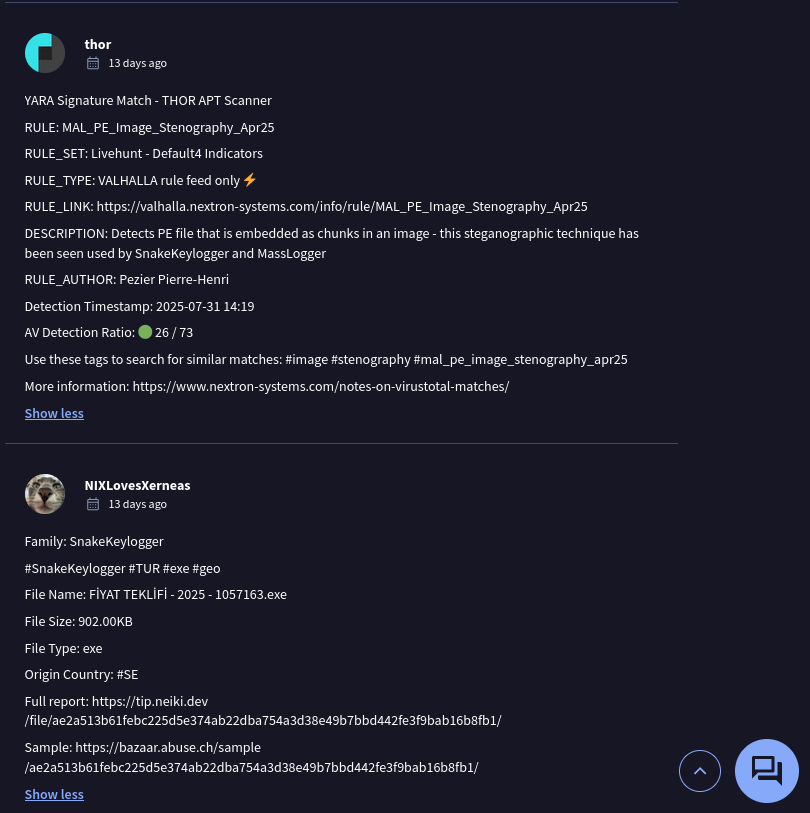 thor
13 days ago
YARA Signature Match - THOR APT Scanner
RULE: MAL_PE_Image_Stenography_Apr25
RULE_SET: Livehunt - Default4 Indicators
RULE_TYPE: VALHALLA rule feed only⚡
RULE_LINK: https://valhalla.nextron-systems.com/info/rule/MAL_PE_Image_Stenography_Apr25
DESCRIPTION: Detects PE file that is embedded as chunks in an image - this steganographic technique has
been seen used by SnakeKeylogger and MassLogger
RULE_AUTHOR: Pezier Pierre-Henri
Detection Timestamp: 2025-07-31 14:19
AV Detection Ratio: 🟢 26 / 73
Use these tags to search for similar matches: #image #stenography #mal_pe_image_stenography_apr25
More information: https://www.nextron-systems.com/notes-on-virustotal-matches/
Show less
NIXLovesXerneas
13 days ago
Family: SnakeKeylogger
#SnakeKeylogger #TUR #exe #geo
File Name: FİYAT TEKLİFİ - 2025 - 1057163.exe
File Size: 902.00KB
File Type: exe
Origin Country: #SE
Full report: https://tip.neiki.dev
/file/ae2a513b61febc225d5e374ab22dba754a3d38e49b7bbd442fe3f9bab16b8fb1/
Sample: https://bazaar.abuse.ch/sample
/ae2a513b61febc225d5e374ab22dba754a3d38e49b7bbd442fe3f9bab16b8fb1/
Show less